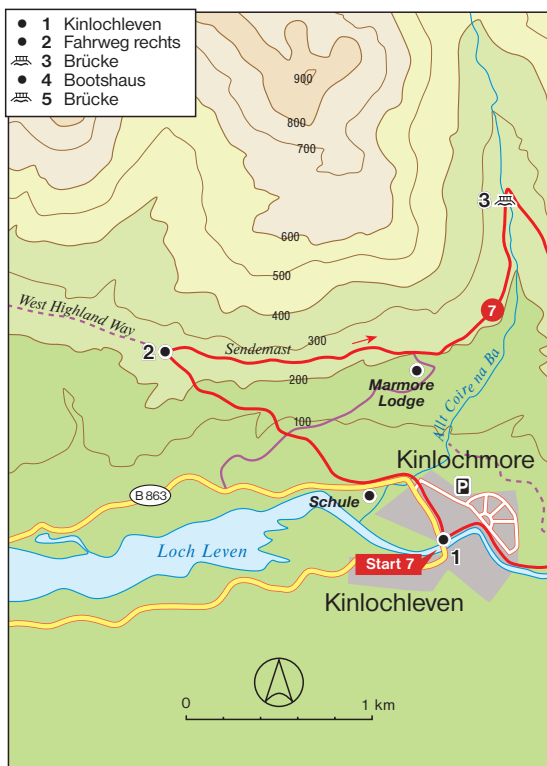 1 Kinlochleven
2 Fahrweg rechts
3 Brücke
4 Bootshaus
5 Brücke
900
800
700
600
500
400
300
200
100
3
7
West Highland Way
2
Sendemast
Marmore
Lodge
Allt Coire na Ba
Kinlochmore
P
B 863
Schule
Loch Leven
1
Start 7
Kinlochleven
0
1 km